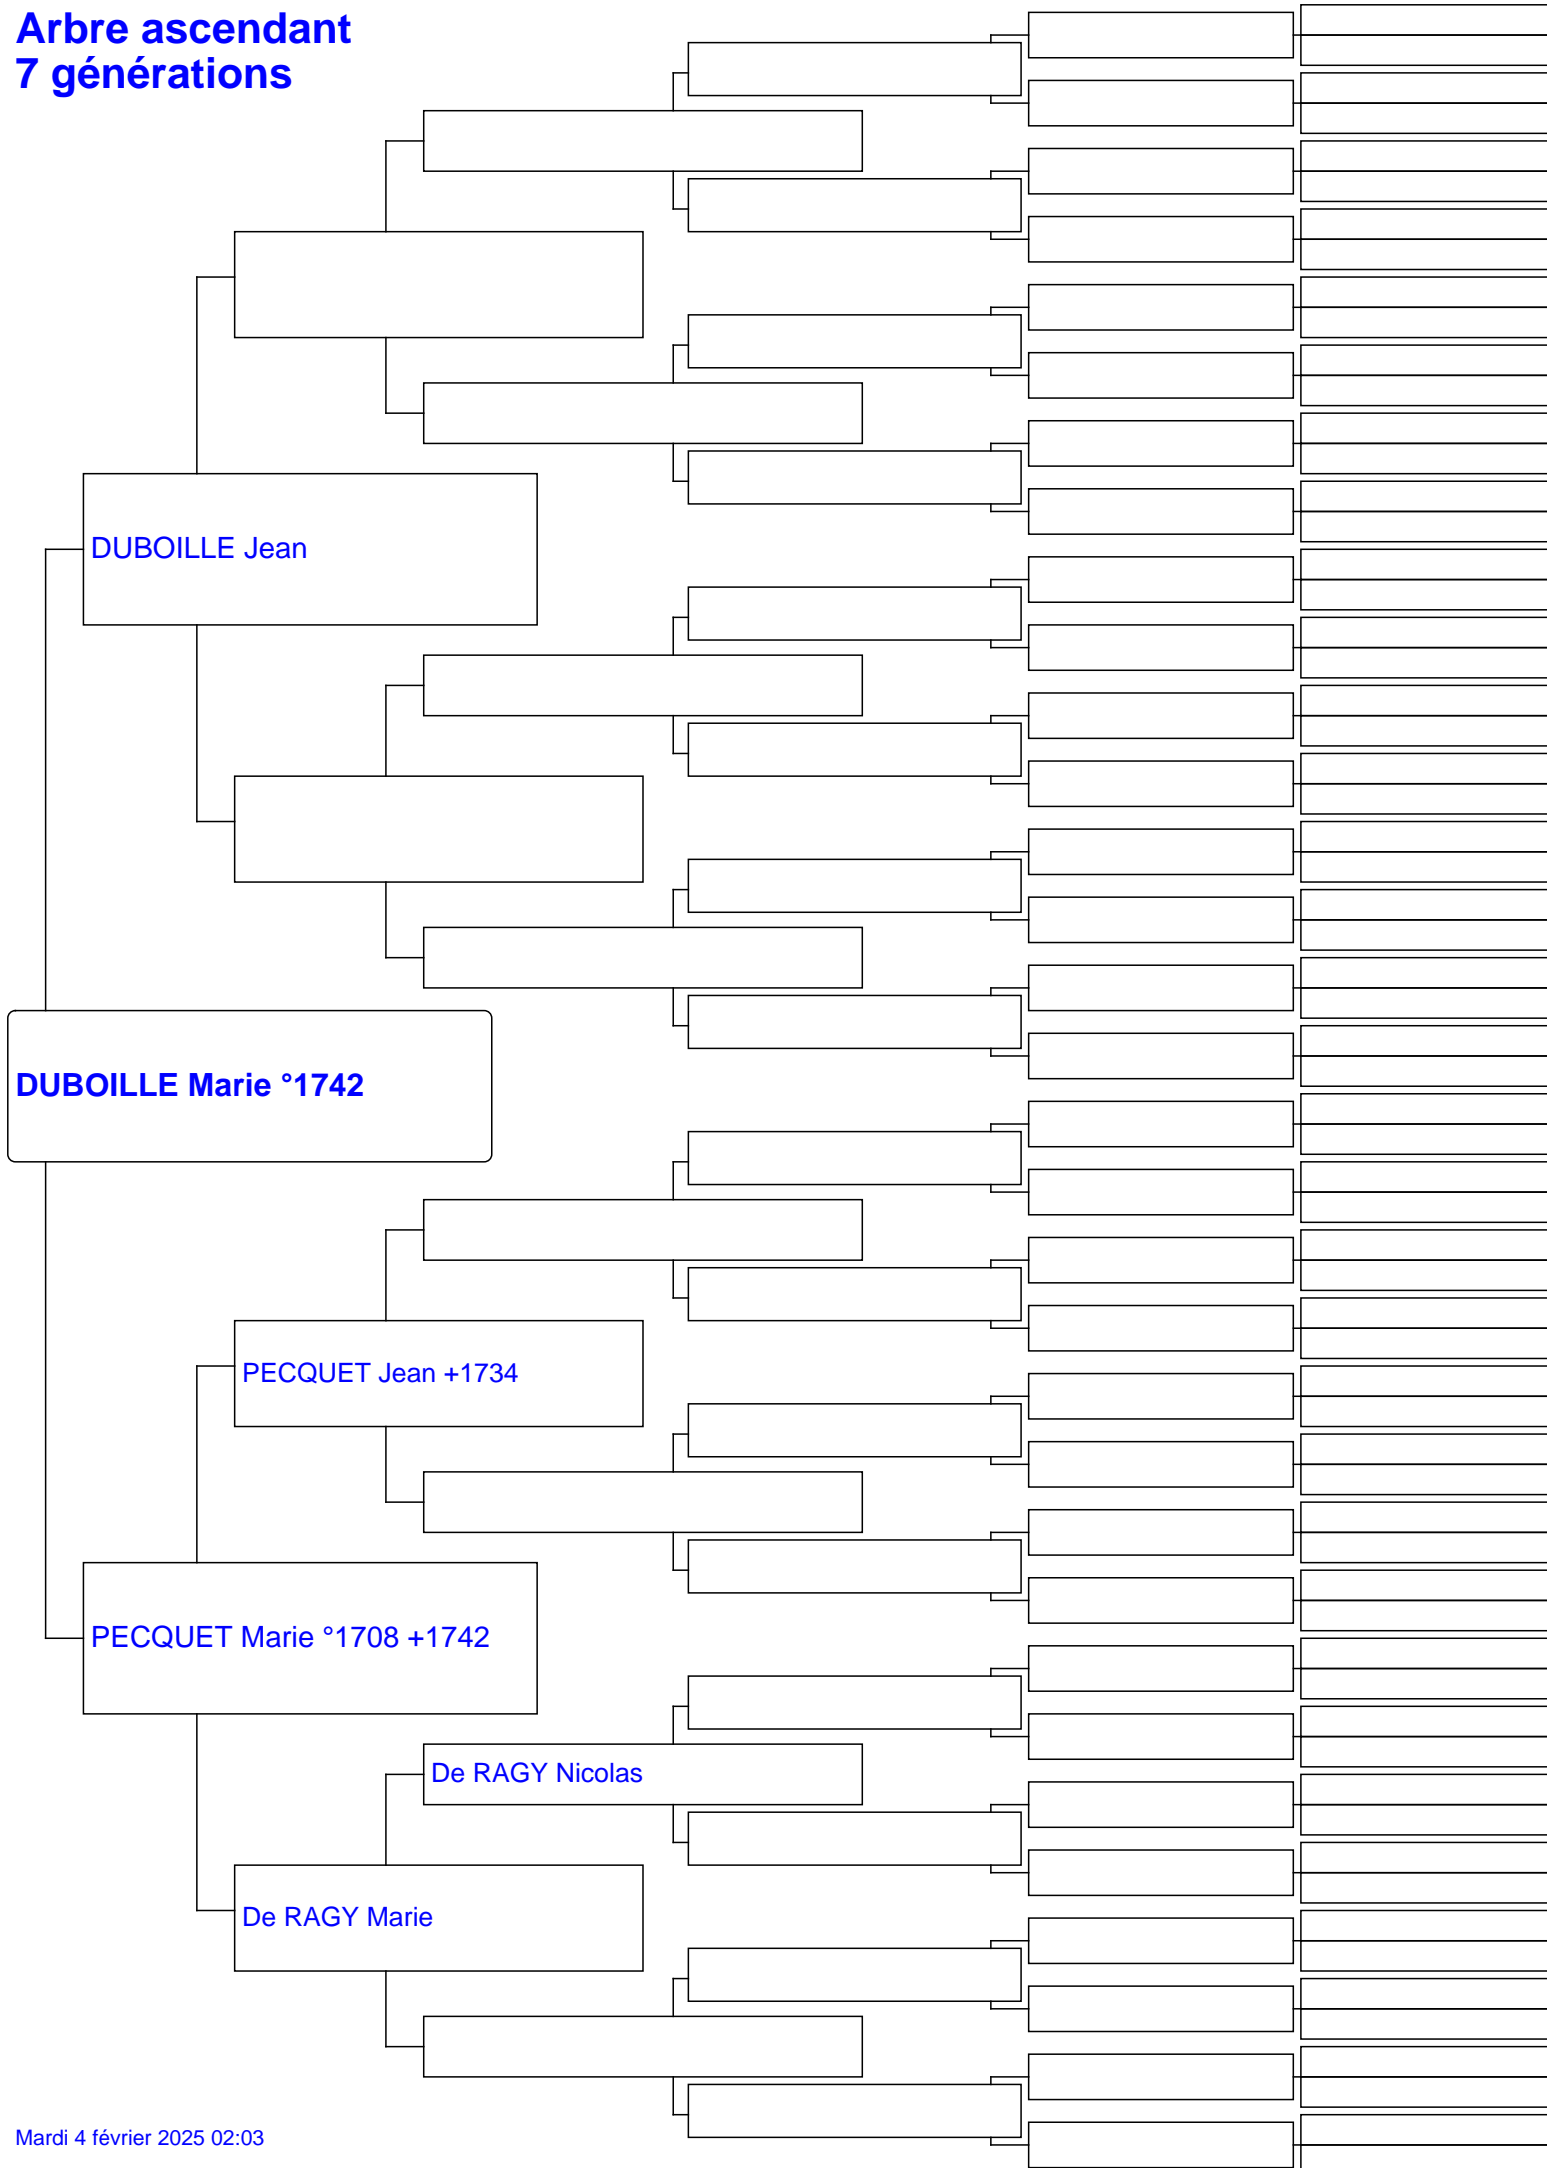 Arbre ascendant
7 générations
DUBOILLE Jean
DUBOILLE Marie °1742
PECQUET Jean +1734
PECQUET Marie °1708 +1742
De RAGY Nicolas
De RAGY Marie
Mardi 4 février 2025 02:03